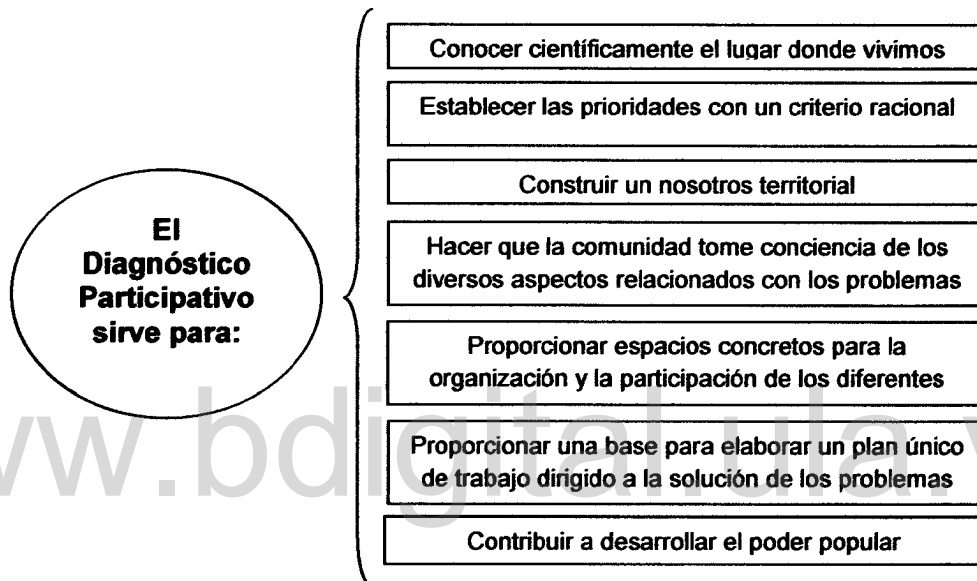 El
Diagnóstico
Participativo
sirve para:
Conocer científicamente el lugar donde vivimos
Establecer las prioridades con un criterio racional
Construir un nosotros territorial
Hacer que la comunidad tome conciencia de los
diversos aspectos relacionados con los problemas
Proporcionar espacios concretos para la
organización y la participación de los diferentes
Proporcionar una base para elaborar un plan único
de trabajo dirigido a la solución de los problemas
Contribuir a desarrollar el poder popular
www.bdigital.ula.v